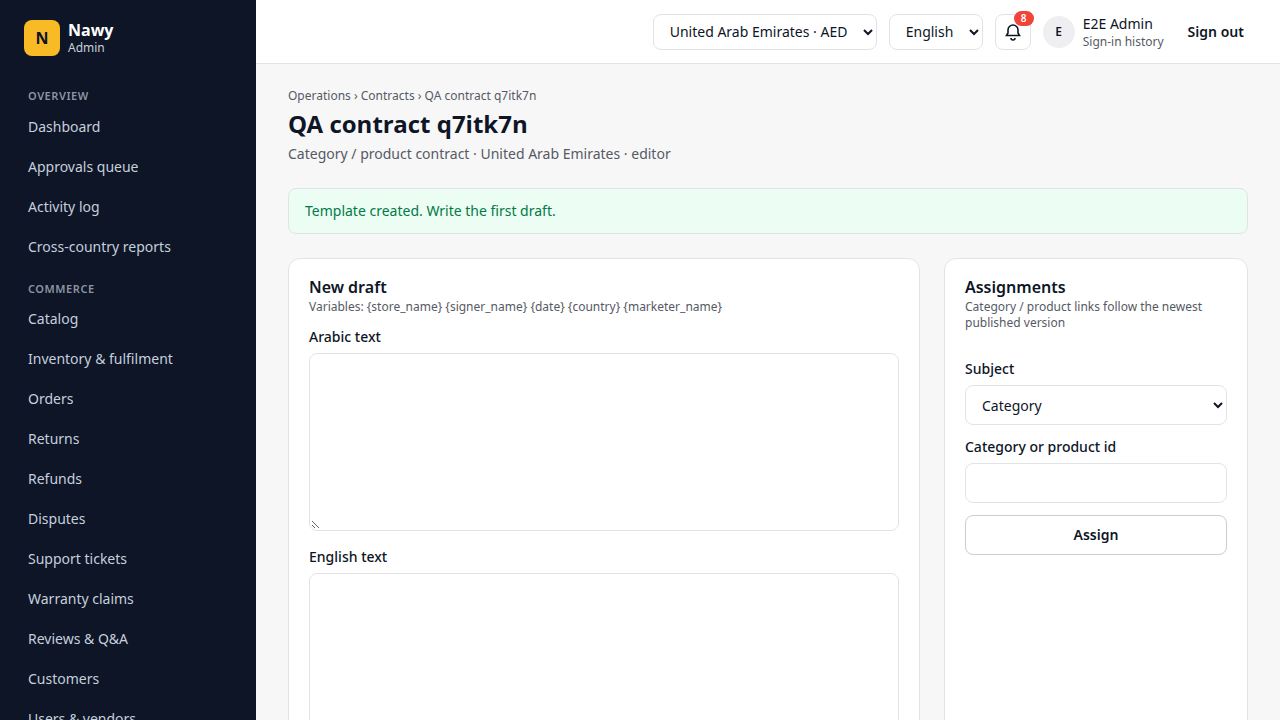 N
Nawy
Admin
OVERVIEW
Dashboard
Approvals queue
Activity log
Cross-country reports
COMMERCE
Catalog
Inventory & fulfilment
Orders
Returns
Refunds
Disputes
Support tickets
Warranty claims
Reviews & Q&A
Customers
Users & vendors
United Arab Emirates · AED
English
8
E
E2E Admin
Sign-in history
Sign out
Operations › Contracts › QA contract q7itk7n
QA contract q7itk7n
Category / product contract · United Arab Emirates · editor
Template created. Write the first draft.
New draft
Variables: {store_name} {signer_name} {date} {country} {marketer_name}
Arabic text
English text
Assignments
Category / product links follow the newest
published version
Subject
Category
Category or product id
Assign